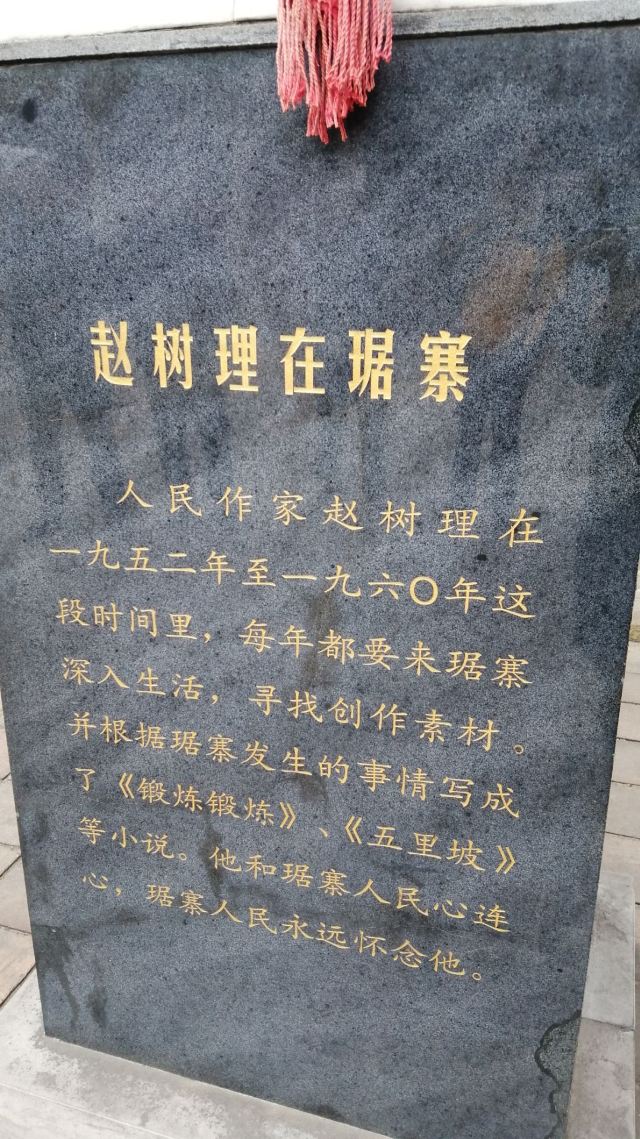 赵树理在琚寨
人民作家赵树理在
一九五二年至一九六〇年这
段时间里，每年都要来琚寨
深入生活，寻找创作素材。
并根据琚寨发生的事情写成
了《锻炼锻炼》、《五里坡》
等小说。他和琚寨人民心连
心，琚寨人民永远怀念他。